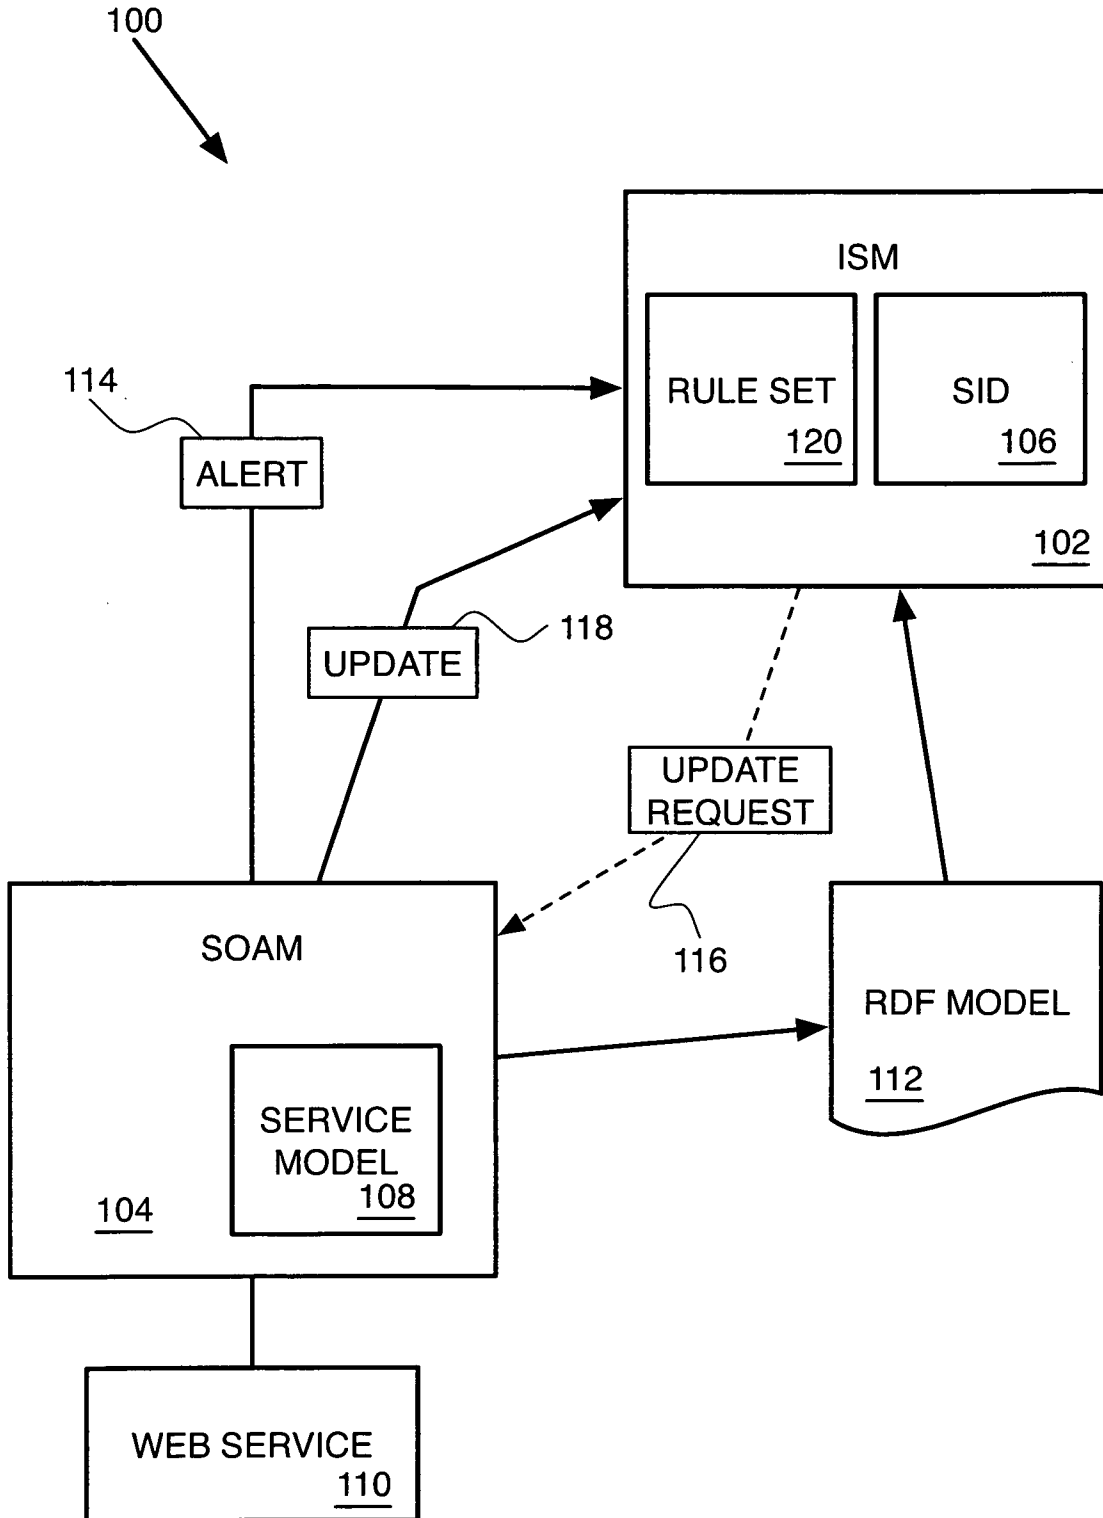 100
ISM
RULE SET
120
SID
106
102
114
ALERT
118
UPDATE
UPDATE
REQUEST
116
SOAM
SERVICE
MODEL
108
104
RDF MODEL
112
WEB SERVICE
110